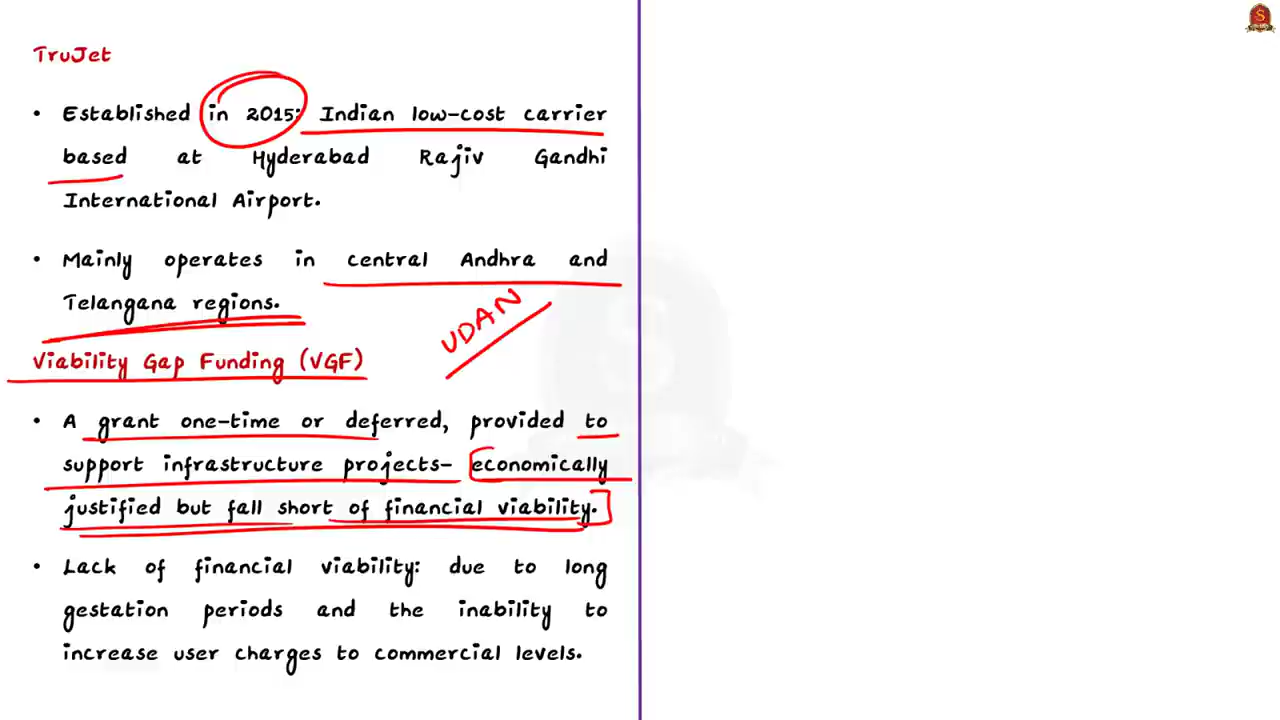 TruJet
• Established in 2015: Indian low-cost carrier
based at Hyderabad Rajiv Gandhi
International Airport.
• Mainly operates in central Andhra and
Telangana regions.
UDAN
Viability Gap Funding (VGF)
• A grant one-time or deferred, provided to
support infrastructure projects- economically
justified but fall short of financial viability.
• Lack of financial viability: due to long
gestation periods and the inability to
increase user charges to commercial levels.